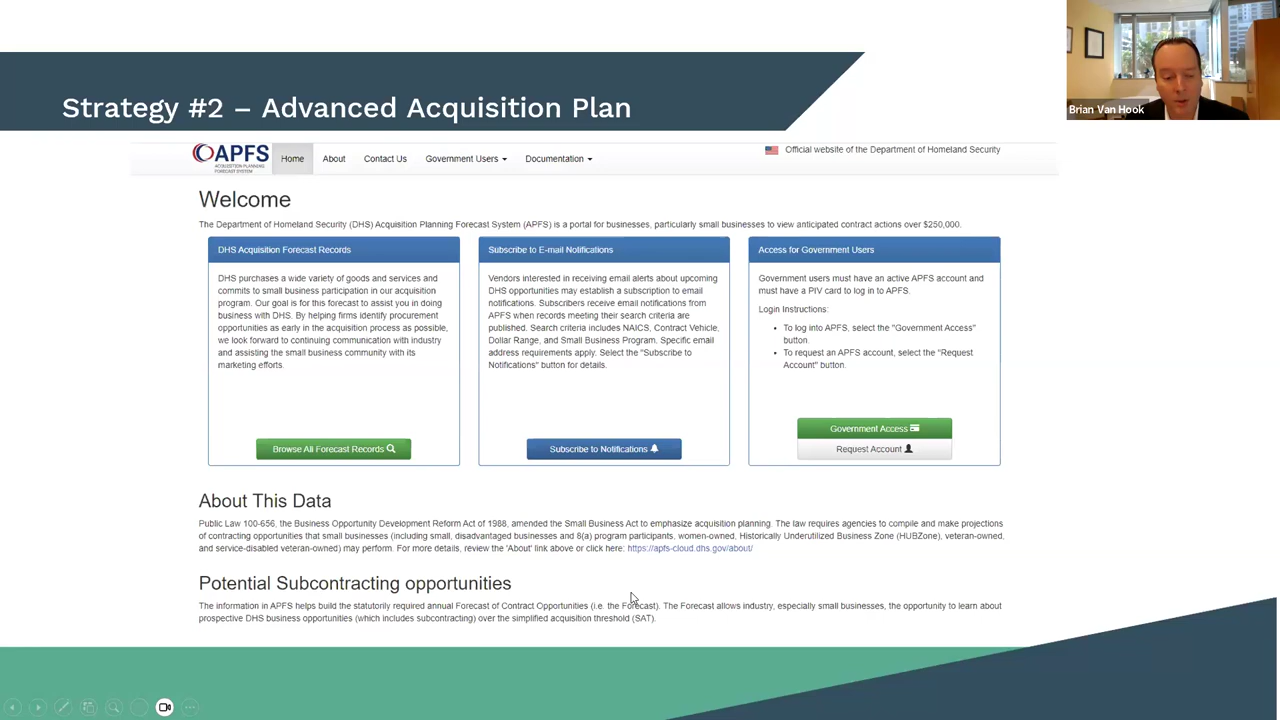 Strategy #2 – Advanced Acquisition Plan
Brian Van Hook
APFS
ACQUISITION PLANNING
FORECAST SYSTEM
Home
About
Contact Us
Government Users
Documentation
Official website of the Department of Homeland Security
Welcome
The Department of Homeland Security (DHS) Acquisition Planning Forecast System (APFS) is a portal for businesses, particularly small businesses to view anticipated contract actions over $250,000.
DHS Acquisition Forecast Records
DHS purchases a wide variety of goods and services and
commits to small business participation in our acquisition
program. Our goal is for this forecast to assist you in doing
business with DHS. By helping firms identify procurement
opportunities as early in the acquisition process as possible,
we look forward to continuing communication with industry
and assisting the small business community with its
marketing efforts.
Browse All Forecast Records
Subscribe to E-mail Notifications
Vendors interested in receiving email alerts about upcoming
DHS opportunities may establish a subscription to email
notifications. Subscribers receive email notifications from
APFS when records meeting their search criteria are
published. Search criteria includes NAICS, Contract Vehicle,
Dollar Range, and Small Business Program. Specific email
address requirements apply. Select the "Subscribe to
Notifications" button for details.
Subscribe to Notifications
Access for Government Users
Government users must have an active APFS account and
must have a PIV card to log in to APFS.
Login Instructions:
• To log into APFS, select the "Government Access"
button.
• To request an APFS account, select the "Request
Account" button.
Government Access
Request Account
About This Data
Public Law 100-656, the Business Opportunity Development Reform Act of 1988, amended the Small Business Act to emphasize acquisition planning. The law requires agencies to compile and make projections
of contracting opportunities that small businesses (including small, disadvantaged businesses and 8(a) program participants, women-owned, Historically Underutilized Business Zone (HUBZone), veteran-owned,
and service-disabled veteran-owned) may perform. For more details, review the 'About' link above or click here: https://apfs-cloud.dhs.gov/about/
Potential Subcontracting opportunities
The information in APFS helps build the statutorily required annual Forecast of Contract Opportunities (i.e. the Forecast). The Forecast allows industry, especially small businesses, the opportunity to learn about
prospective DHS business opportunities (which includes subcontracting) over the simplified acquisition threshold (SAT).